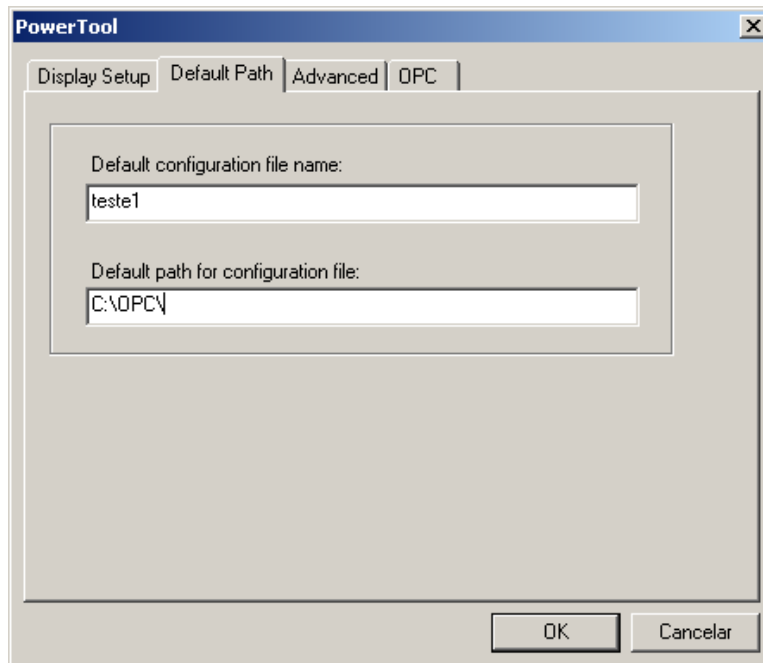 PowerTool
Display Setup Default Path Advanced OPC
Default configuration file name:
teste1
Default path for configuration file:
C:\OPC\
OK Cancelar